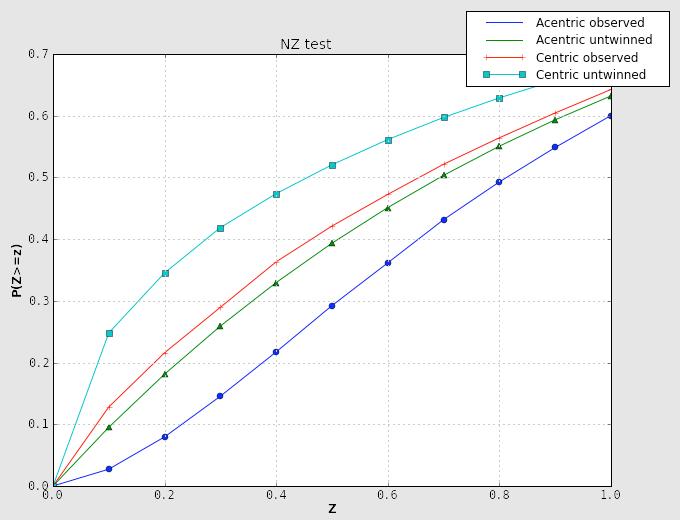 NZ test
Acentric observed
Acentric untwinned
Centric observed
Centric untwinned
0.7
0.6
0.5
0.4
0.3
0.2
0.1
0.0
P(Z>=z)
0.0 0.2 0.4 0.6 0.8 1.0
Z